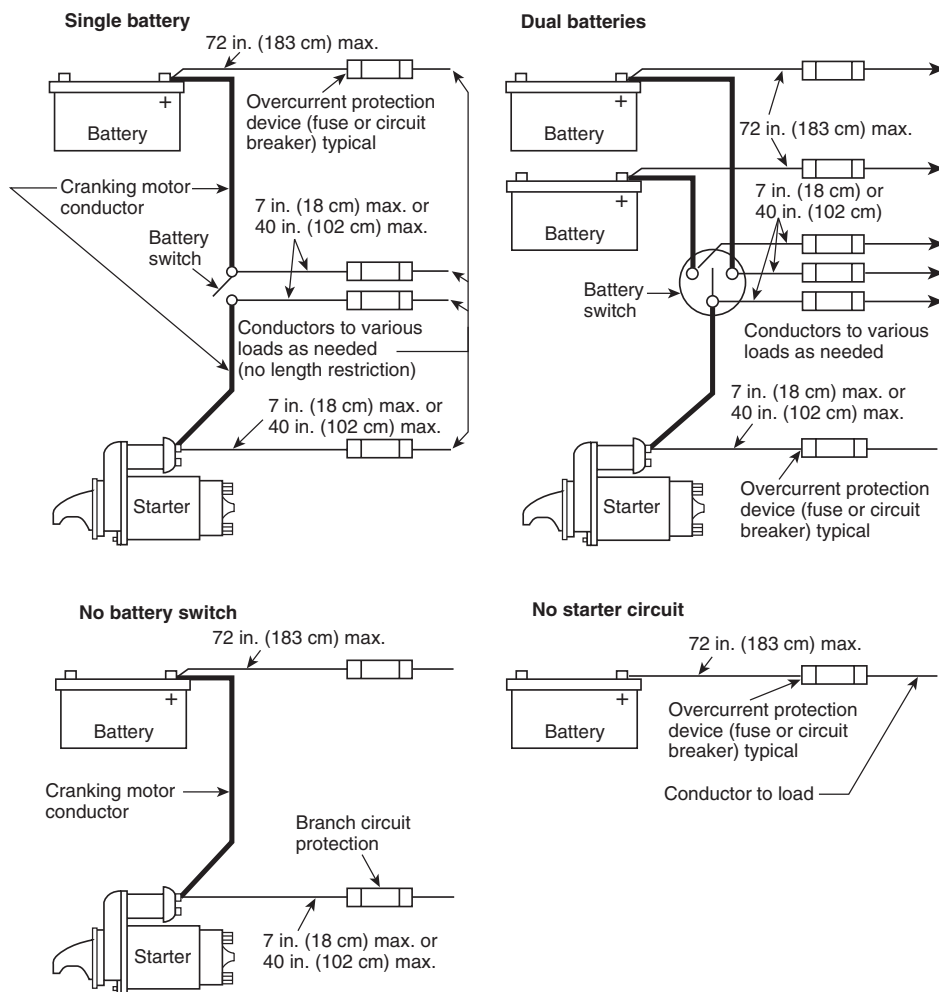 Single battery
72 in. (183 cm) max.
+
Battery
Overcurrent protection
device (fuse or circuit
breaker) typical
Cranking motor
conductor
7 in. (18 cm) max. or
40 in. (102 cm) max.
Battery
switch
Conductors to various
loads as needed
(no length restriction)
7 in. (18 cm) max. or
40 in. (102 cm) max.
Starter
Dual batteries
+
Battery
72 in. (183 cm) max.
+
Battery
7 in. (18 cm) or
40 in. (102 cm)
Battery
switch
Conductors to various
loads as needed
7 in. (18 cm) max. or
40 in. (102 cm) max.
Starter
Overcurrent protection
device (fuse or circuit
breaker) typical
No battery switch
72 in. (183 cm) max.
+
Battery
Cranking motor
conductor
Branch circuit
protection
Starter
7 in. (18 cm) max. or
40 in. (102 cm) max.
No starter circuit
72 in. (183 cm) max.
+
Battery
Overcurrent protection
device (fuse or circuit
breaker) typical
Conductor to load